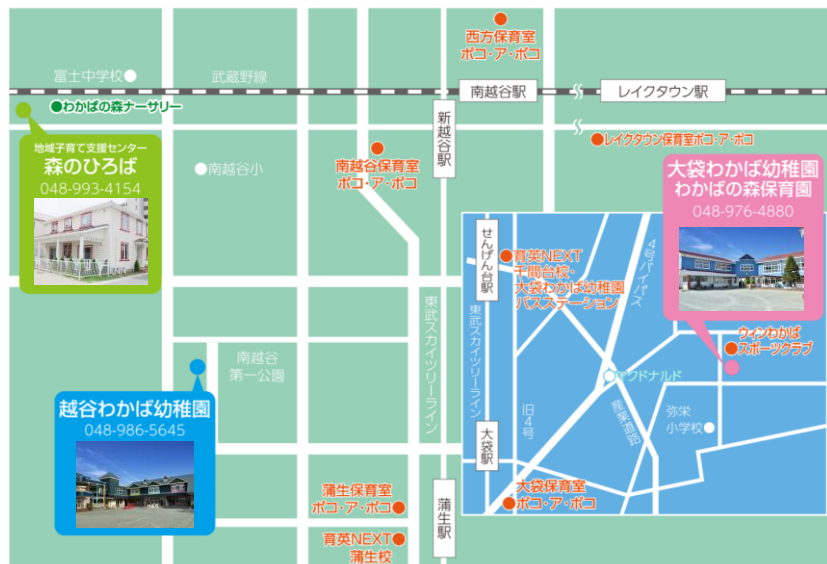 西方保育室
ポコ・ア・ポコ
富士中学校
武蔵野線
南越谷駅
レイクタウン駅
わかばの森ナーサリー
新越谷駅
レイクタウン保育室ポコ・ア・ポコ
地域子育て支援センター
森のひろば
048-993-4154
南越谷小
南越谷保育室
ポコ・ア・ポコ
大袋わかば幼稚園
わかばの森保育園
048-976-4880
せんげん台駅
育英NEXT
千間台校・
大袋わかば幼稚園
バスステーション
4号バイパス
東武スカイツリーライン
東武スカイツリーライン
ウィンわかば
スポーツクラブ
南越谷
第一公園
マクドナルド
越谷わかば幼稚園
048-986-5645
旧4号
産業道路
弥栄
小学校
大袋駅
蒲生保育室
ポコ・ア・ポコ
大袋保育室
ポコ・ア・ポコ
蒲生駅
育英NEXT
蒲生校